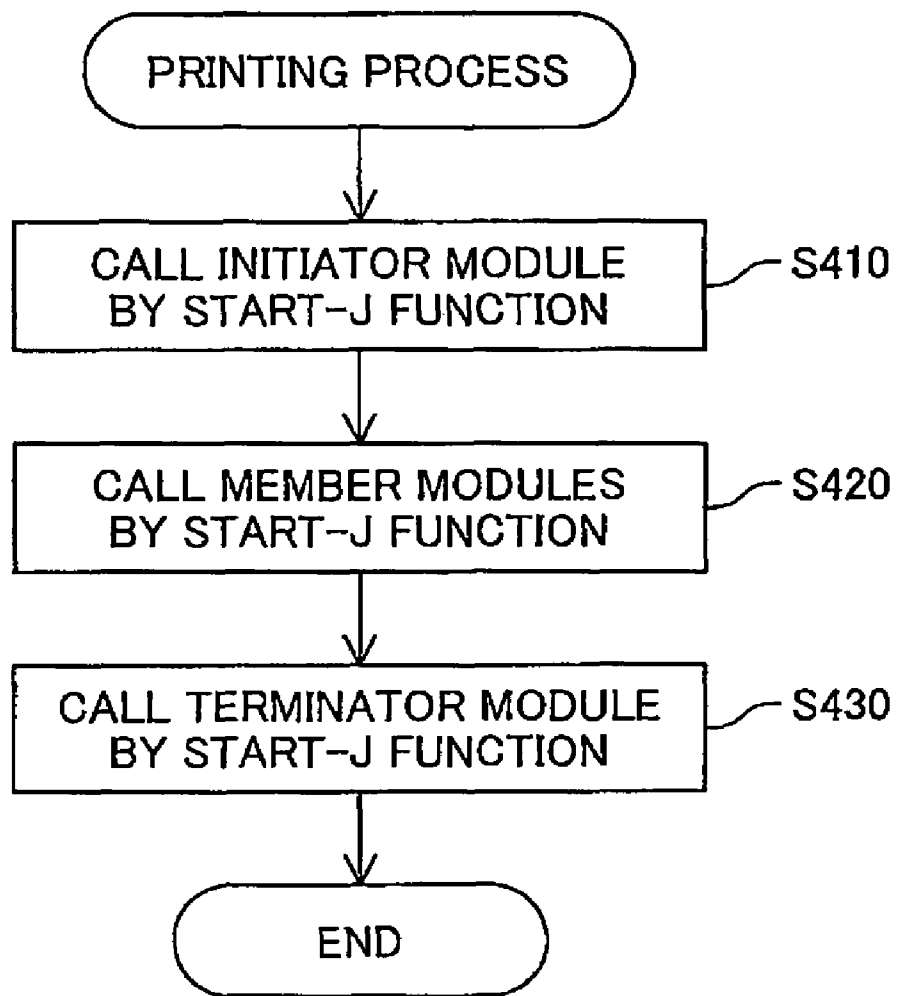 PRINTING PROCESS
CALL INITIATOR MODULE
BY START-J FUNCTION
S410
CALL MEMBER MODULES
BY START-J FUNCTION
S420
CALL TERMINATOR MODULE
BY START-J FUNCTION
S430
END